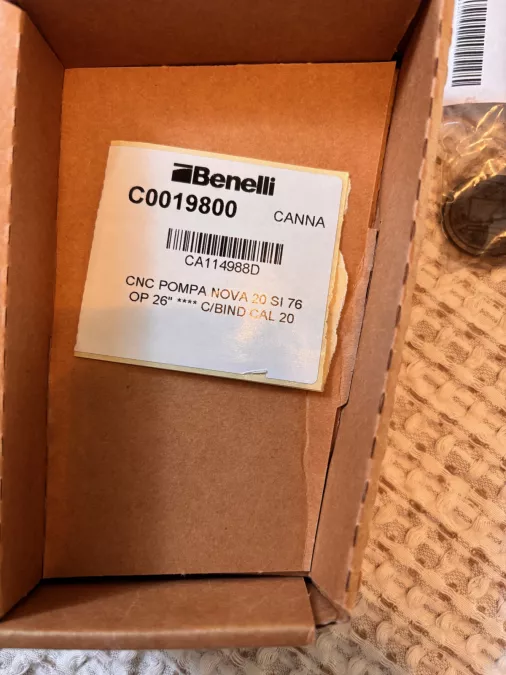 Benelli
C0019800 CANNA
CA114988D
CNC POMPA NOVA 20 SI 76
OP 26" **** C/BIND CAL 20